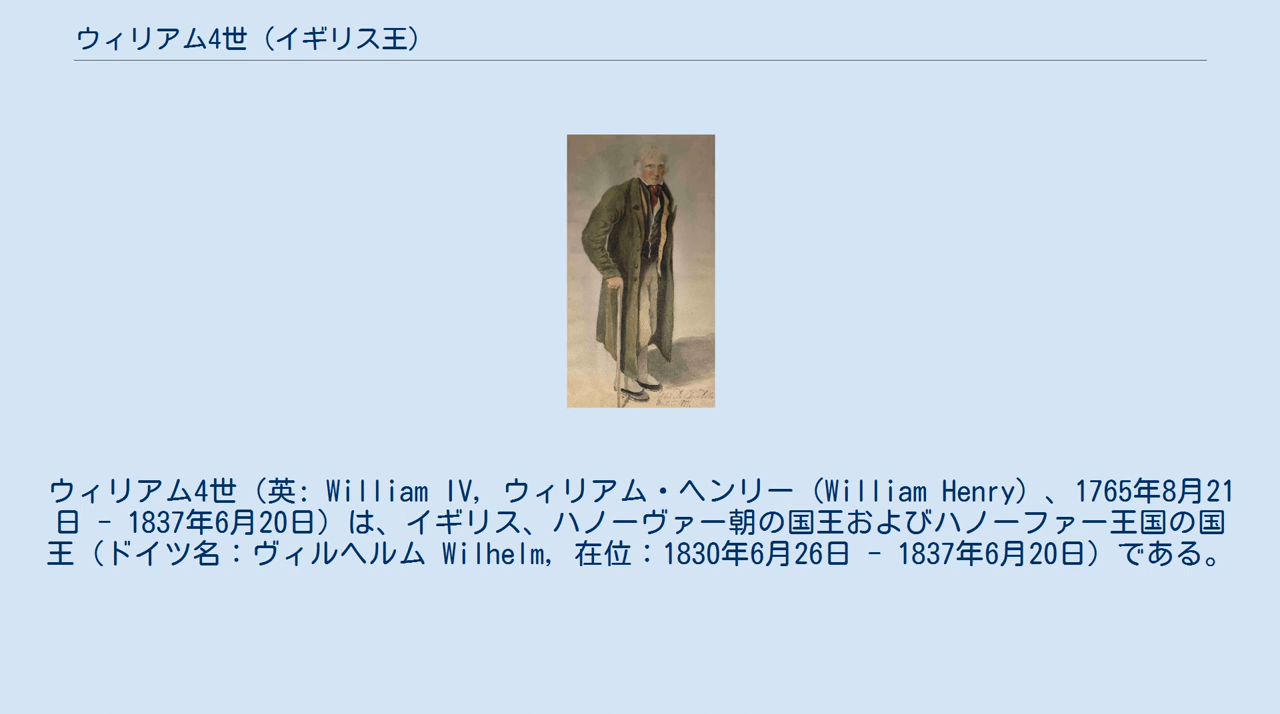 ウィリアム4世（イギリス王）
ウィリアム4世（英: William IV, ウィリアム・ヘンリー（William Henry）、1765年8月21
日 - 1837年6月20日）は、イギリス、ハノーヴァー朝の国王およびハノーファー王国の国
王（ドイツ名：ヴィルヘルム Wilhelm, 在位：1830年6月26日 - 1837年6月20日）である。